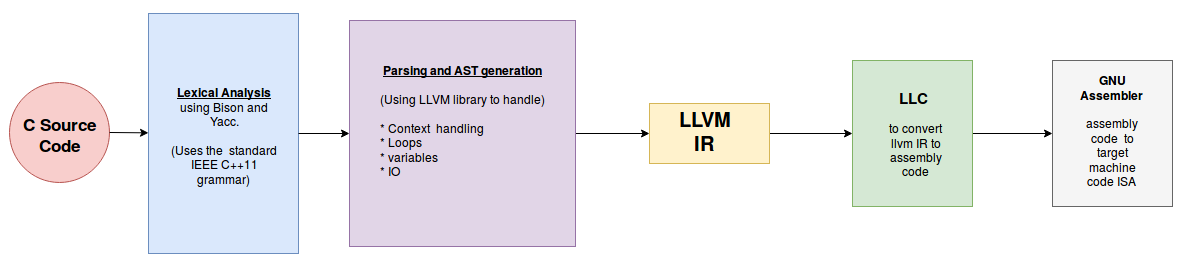 C Source
Code
Lexical Analysis
using Bison and
Yacc.
(Uses the standard
IEEE C++11
grammar)
Parsing and AST generation
(Using LLVM library to handle)
* Context handling
* Loops
* variables
* IO
LLVM
IR
LLC
to convert
llvm IR to
assembly
code
GNU
Assembler
assembly
code to
target
machine
code ISA